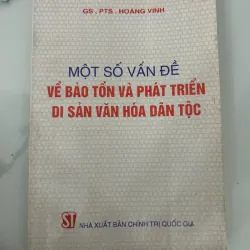 GS. PTS. HOÀNG VINH
MỘT SỐ VẤN ĐỀ
VỀ BẢO TỒN VÀ PHÁT TRIỂN
DI SẢN VĂN HÓA DÂN TỘC
ST NHÀ XUẤT BẢN CHÍNH TRỊ QUỐC GIA